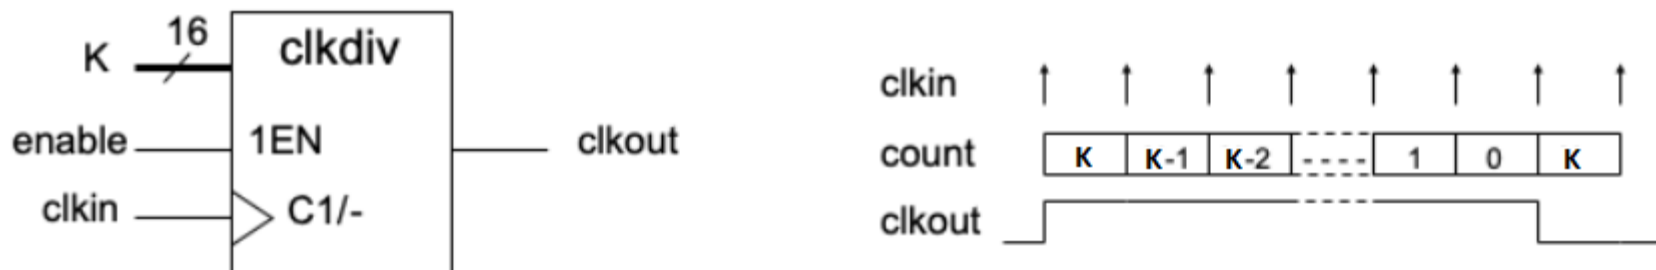 16
K
clkdiv
enable
1EN
clkout
clkin
C1/-
clkin
count K K-1 K-2 1 0 K
clkout